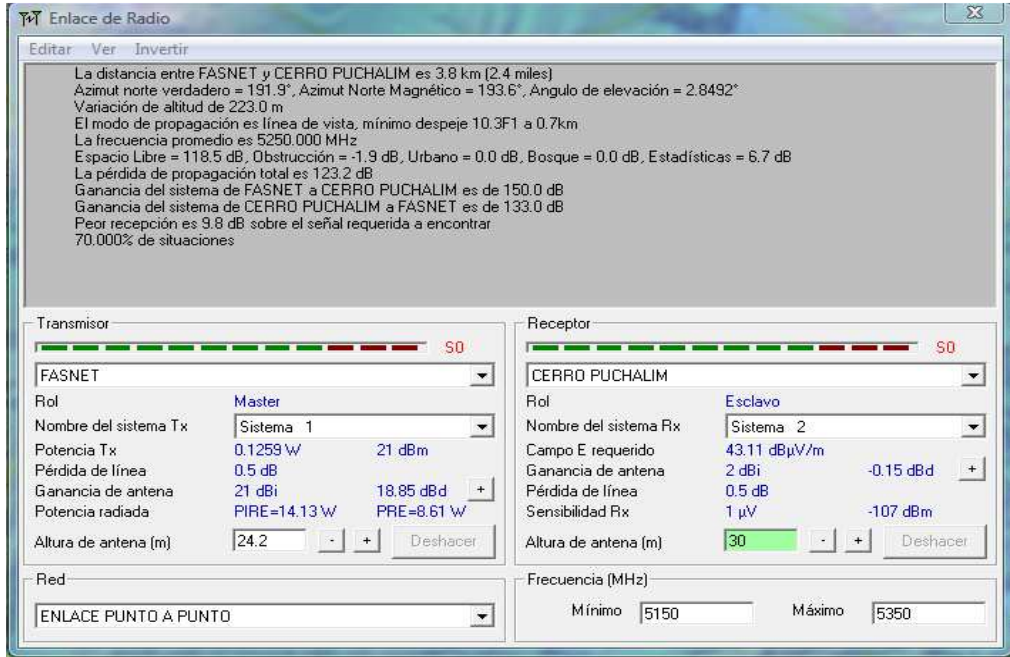 Enlace de Radio
Editar Ver Invertir
La distancia entre FASNET y CERRO PUCHALIM es 3.8 km (2.4 miles)
Azimut norte verdadero = 191.9°, Azimut Norte Magnético = 193.6°, Angulo de elevación = 2.8492°
Variación de altitud de 223.0 m
El modo de propagación es línea de vista, mínimo despeje 10.3F1 a 0.7km
La frecuencia promedio es 5250.000 MHz
Espacio Libre = 118.5 dB, Obstrucción = -1.9 dB, Urbano = 0.0 dB, Bosque = 0.0 dB, Estadísticas = 6.7 dB
La pérdida de propagación total es 123.2 dB
Ganancia del sistema de FASNET a CERRO PUCHALIM es de 150.0 dB
Ganancia del sistema de CERRO PUCHALIM a FASNET es de 133.0 dB
Peor recepción es 9.8 dB sobre el señal requerida a encontrar
70.000% de situaciones
Transmisor
S0
FASNET
Rol Master
Nombre del sistema Tx Sistema 1
Potencia Tx 0.1259 W 21 dBm
Pérdida de línea 0.5 dB
Ganancia de antena 21 dBi 18.85 dBd +
Potencia radiada PIRE=14.13 W PRE=8.61 W
Altura de antena (m) 24.2 - + Deshacer
Red
ENLACE PUNTO A PUNTO
Receptor
S0
CERRO PUCHALIM
Rol Esclavo
Nombre del sistema Rx Sistema 2
Campo E requerido 43.11 dBµV/m
Ganancia de antena 2 dBi -0.15 dBd +
Pérdida de línea 0.5 dB
Sensibilidad Rx 1 µV -107 dBm
Altura de antena (m) 30 - + Deshacer
Frecuencia (MHz)
Mínimo 5150 Máximo 5350